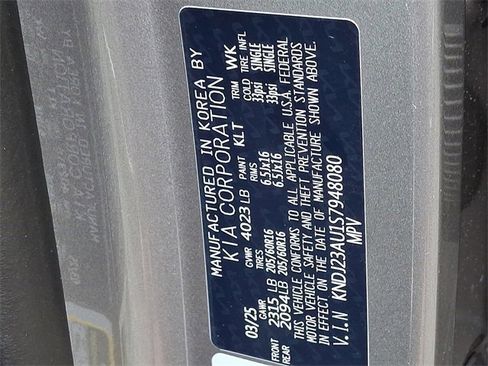 MANUFACTURED IN KOREA BY
KIA CORPORATION
GVWR 4023 LB PAINT KLT TRIM WK
03/25 GAWR TIRES RIMS COLD TIRE INFL
FRONT 2315 LB 205/60R16 6.5Jx16 33psi SINGLE
REAR 2094LB 205/60R16 6.5Jx16 33psi SINGLE
THIS VEHICLE CONFORMS TO ALL APPLICABLE U.S.A. FEDERAL
MOTOR VEHICLE SAFETY AND THEFT PREVENTION STANDARDS
IN EFFECT ON THE DATE OF MANUFACTURE SHOWN ABOVE.
V.I.N KNDJ23AU1S7948080
MPV